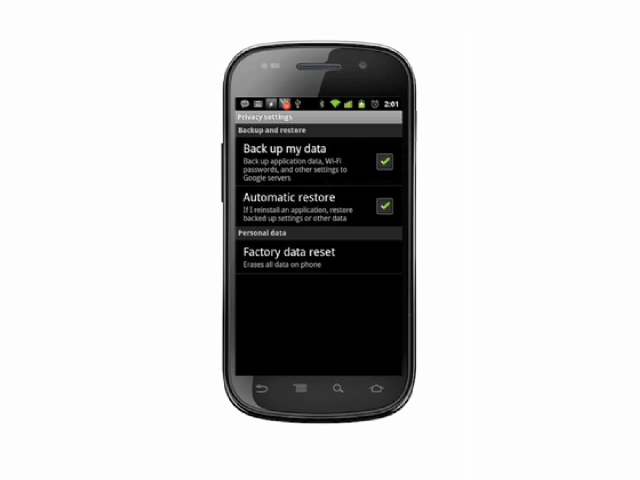 2:01
Privacy settings
Backup and restore
Back up my data
Back up application data, Wi-Fi
passwords, and other settings to
Google servers
Automatic restore
If I reinstall an application, restore
backed up settings or other data
Personal data
Factory data reset
Erases all data on phone